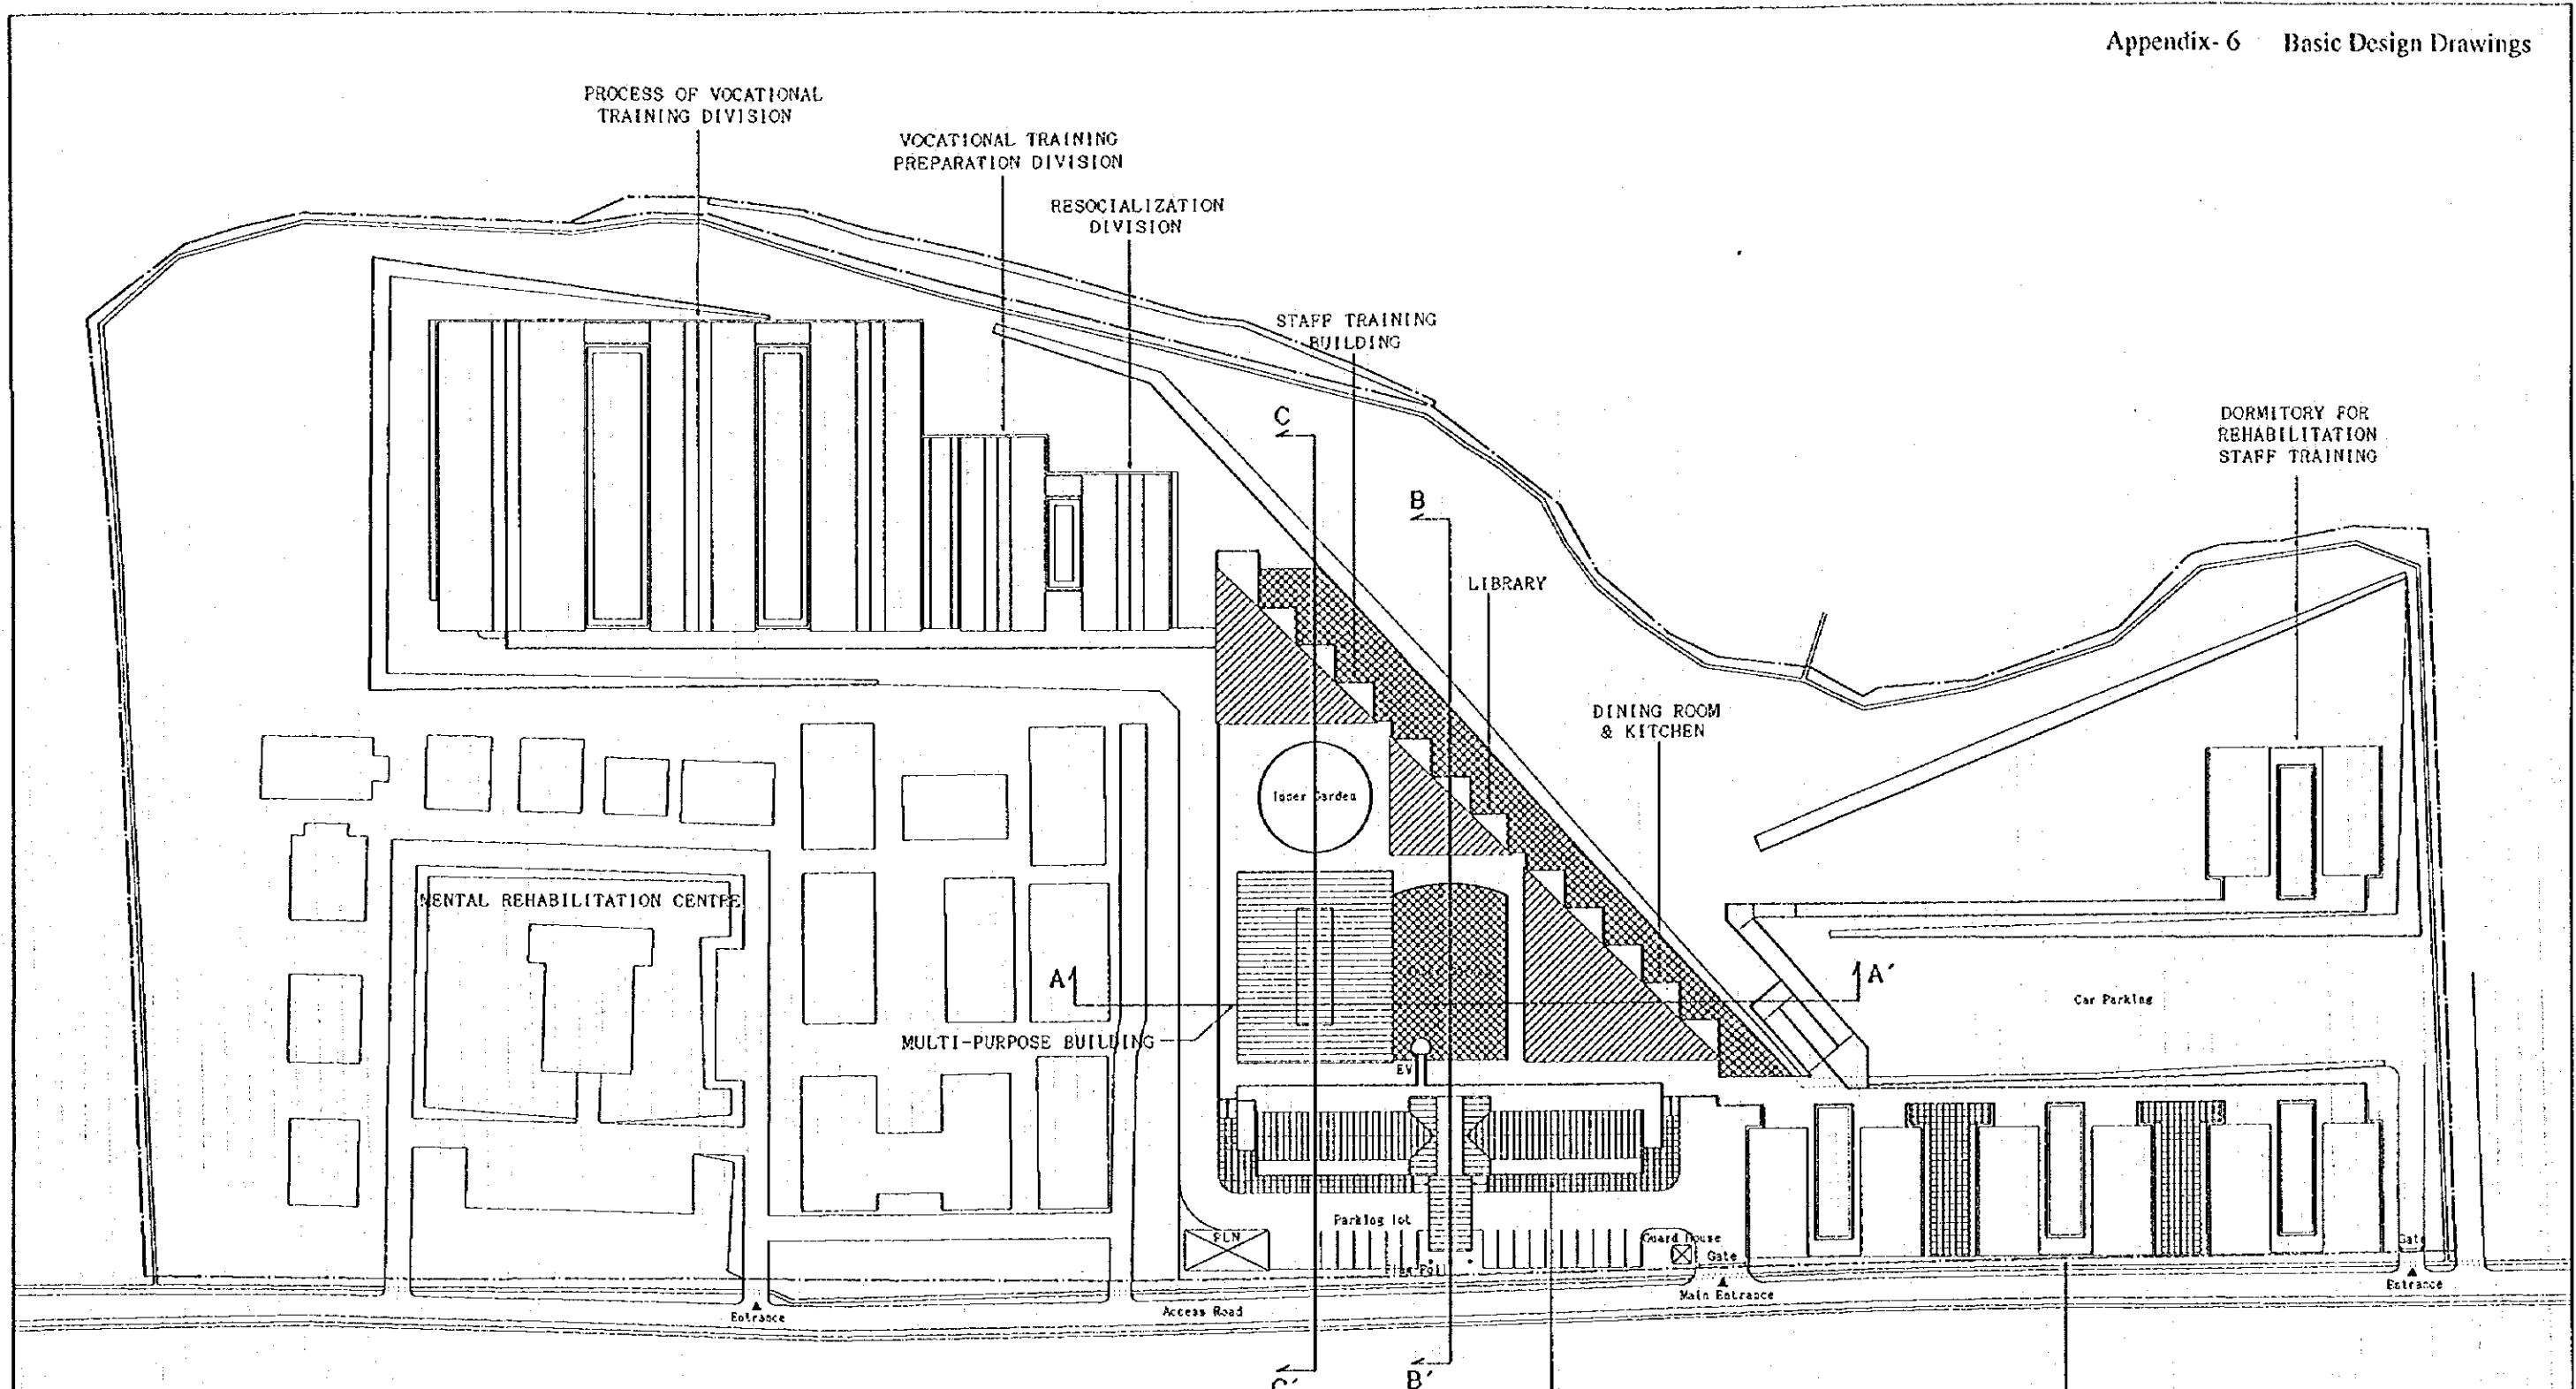 Appendix- 6 Basic Design Drawings
PROCESS OF VOCATIONAL
TRAINING DIVISION
VOCATIONAL TRAINING
PREPARATION DIVISION
RESOCIALIZATION
DIVISION
STAFF TRAINING
BUILDING
C
DORMITORY FOR
REHABILITATION
STAFF TRAINING
B
LIBRARY
DINING ROOM
& KITCHEN
Inner Garden
MENTAL REHABILITATION CENTRE
A
A′
Car Parking
MULTI-PURPOSE BUILDING
EV
Parking lot
PLN
Guard House
Gate
Gate
Main Entrance
Entrance
Access Road
Entrance
C′
B′